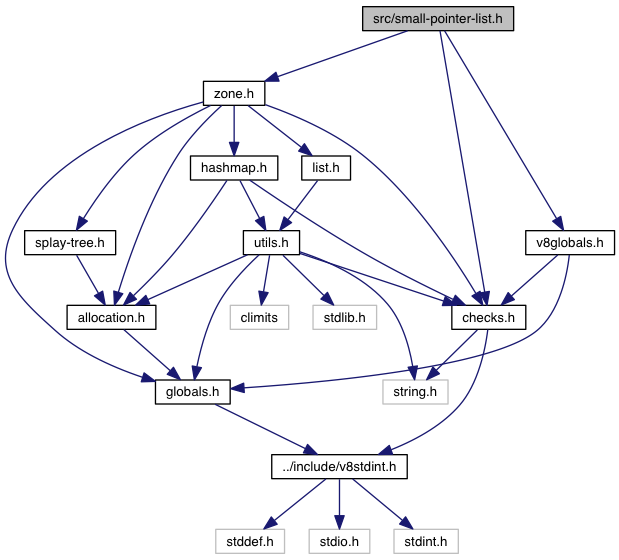 src/small-pointer-list.h
zone.h
hashmap.h
list.h
splay-tree.h
utils.h
v8globals.h
allocation.h
climits
stdlib.h
checks.h
globals.h
string.h
../include/v8stdint.h
stddef.h
stdio.h
stdint.h